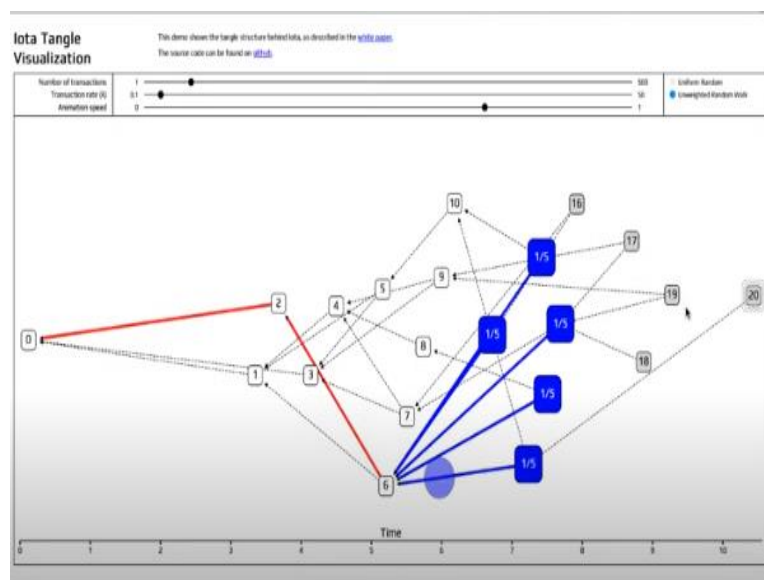 Iota Tangle
Visualization
This demo shows the tangle structure behind Iota, as described in the white paper.
The source code can be found on github.
Number of transactions 1 500
Transaction rate (λ) 0.1 50
Animation speed 0 1
Uniform Random
Unweighted Random Walk
10
16
17
1/5
9
5
19
20
2
4
1/5
1/5
0
8
18
1
3
1/5
7
1/5
6
Time
0 1 2 3 4 5 6 7 8 9 10